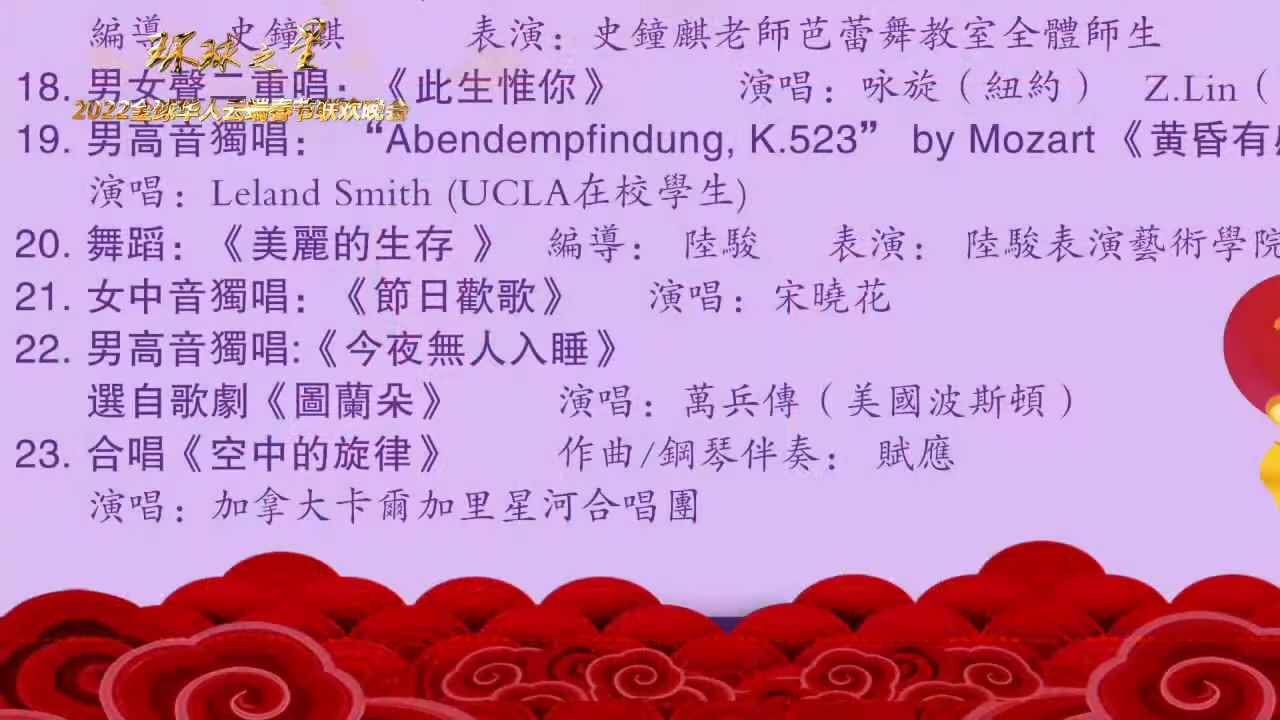 編導 史鐘麒 表演：史鐘麒老師芭蕾舞教室全體師生
环球之星
18. 男女聲二重唱：《此生惟你》 演唱：咏旋（紐約） Z.Lin（
2022全球华人云端春节联欢晚会
19. 男高音獨唱：“Abendempfindung, K.523” by Mozart 《黄昏有
演唱：Leland Smith (UCLA在校學生)
20. 舞蹈：《美麗的生存 》 編導： 陸駿 表演： 陸駿表演藝術學院
21. 女中音獨唱：《節日歡歌》 演唱：宋曉花
22. 男高音獨唱:《今夜無人入睡》
選自歌劇《圖蘭朵》 演唱：萬兵傳（美國波斯頓）
23. 合唱《空中的旋律》 作曲/鋼琴伴奏： 賦應
演唱：加拿大卡爾加里星河合唱團